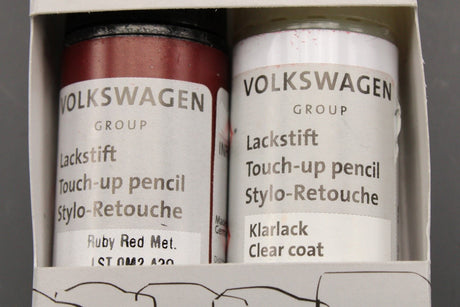 VOLKSWAGEN
GROUP
Lackstift
Touch-up pencil
Stylo-Retouche
Ruby Red Met.
VOLKSWAGEN
GROUP
Lackstift
Touch-up pencil
Stylo-Retouche
Klarlack
Clear coat